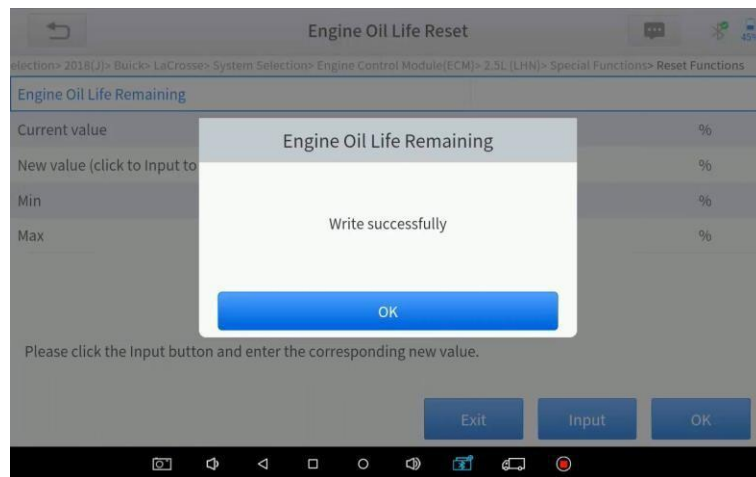 Engine Oil Life Reset
45%
election> 2018(J)> Buick> LaCrosse> System Selection> Engine Control Module(ECM)> 2.5L (LHN)> Special Functions> Reset Functions
Engine Oil Life Remaining
Current value %
New value (click to Input to %
Min %
Max %
Engine Oil Life Remaining
Write successfully
OK
Please click the Input button and enter the corresponding new value.
Exit Input OK